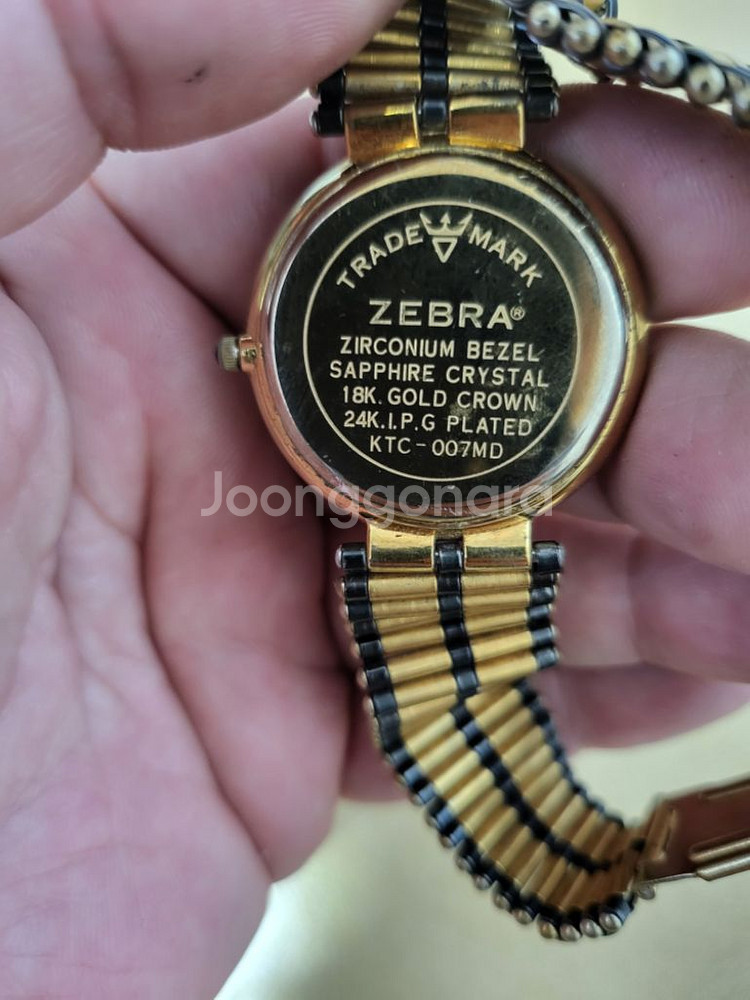 TRADE MARK
ZEBRA®
ZIRCONIUM BEZEL
SAPPHIRE CRYSTAL
18K. GOLD CROWN
24K.I.P.G PLATED
KTC-007MD
Joonggonara